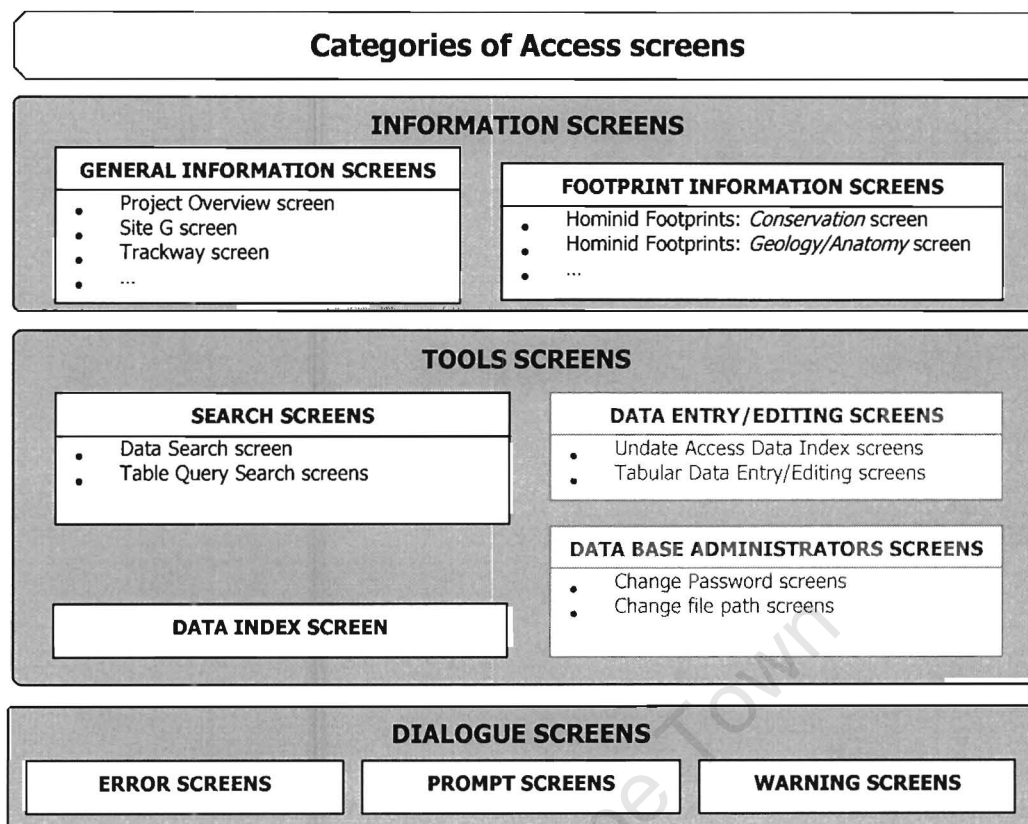 Categories of Access screens
INFORMATION SCREENS
GENERAL INFORMATION SCREENS
• Project Overview screen
• Site G screen
• Trackway screen
• ...
FOOTPRINT INFORMATION SCREENS
• Hominid Footprints: Conservation screen
• Hominid Footprints: Geology/Anatomy screen
• ...
TOOLS SCREENS
SEARCH SCREENS
• Data Search screen
• Table Query Search screens
DATA INDEX SCREEN
DATA ENTRY/EDITING SCREENS
• Undate Access Data Index screens
• Tabular Data Entry/Editing screens
DATA BASE ADMINISTRATORS SCREENS
• Change Password screens
• Change file path screens
DIALOGUE SCREENS
ERROR SCREENS
PROMPT SCREENS
WARNING SCREENS
Town